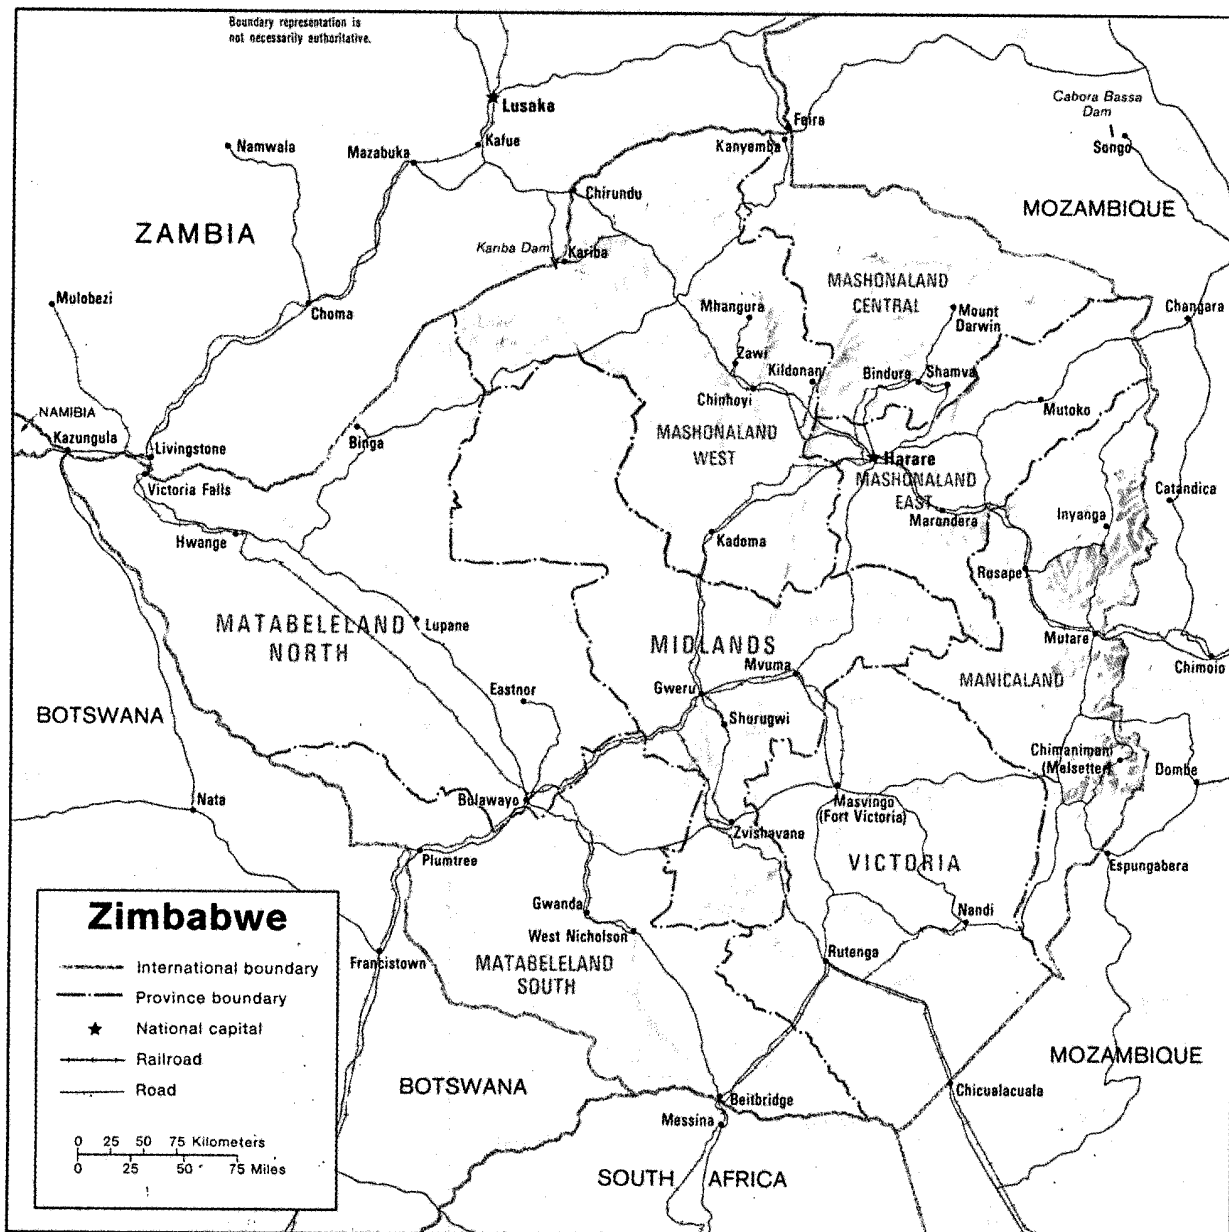 Boundary representation is
not necessarily authoritative.
Lusaka
Cabora Bassa
Dam
Feira
Namwala
Mazabuka
Kafue
Kanyemba
Songo
Chirundu
MOZAMBIQUE
ZAMBIA
Kariba Dam
Kariba
Mulobezi
Choma
MASHONALAND
CENTRAL
Mhangura
Mount
Darwin
Changara
Zawi
Kildonan
Bindura
Shamva
Chinhoyi
Mutoko
NAMIBIA
Kazungula
Livingstone
Binga
MASHONALAND
WEST
Harare
Victoria Falls
MASHONALAND
EAST
Catandica
Marondera
Inyanga
Hwange
Kadoma
Rusape
MATABELELAND
NORTH
Lupane
MIDLANDS
Mutare
Chimoio
Mvuma
Eastnor
Gweru
MANICALAND
BOTSWANA
Shurugwi
Chimanimani
(Melsetter)
Dombe
Nata
Bulawayo
Masvingo
(Fort Victoria)
Zvishavane
Plumtree
VICTORIA
Espungabera
Zimbabwe
Gwanda
Nandi
West Nicholson
International boundary
Francistown
MATABELELAND
SOUTH
Rutenga
Province boundary
National capital
Railroad
MOZAMBIQUE
Road
BOTSWANA
Beitbridge
Chicualacuala
Messina
0 25 50 75 Kilometers
0 25 50 75 Miles
SOUTH AFRICA